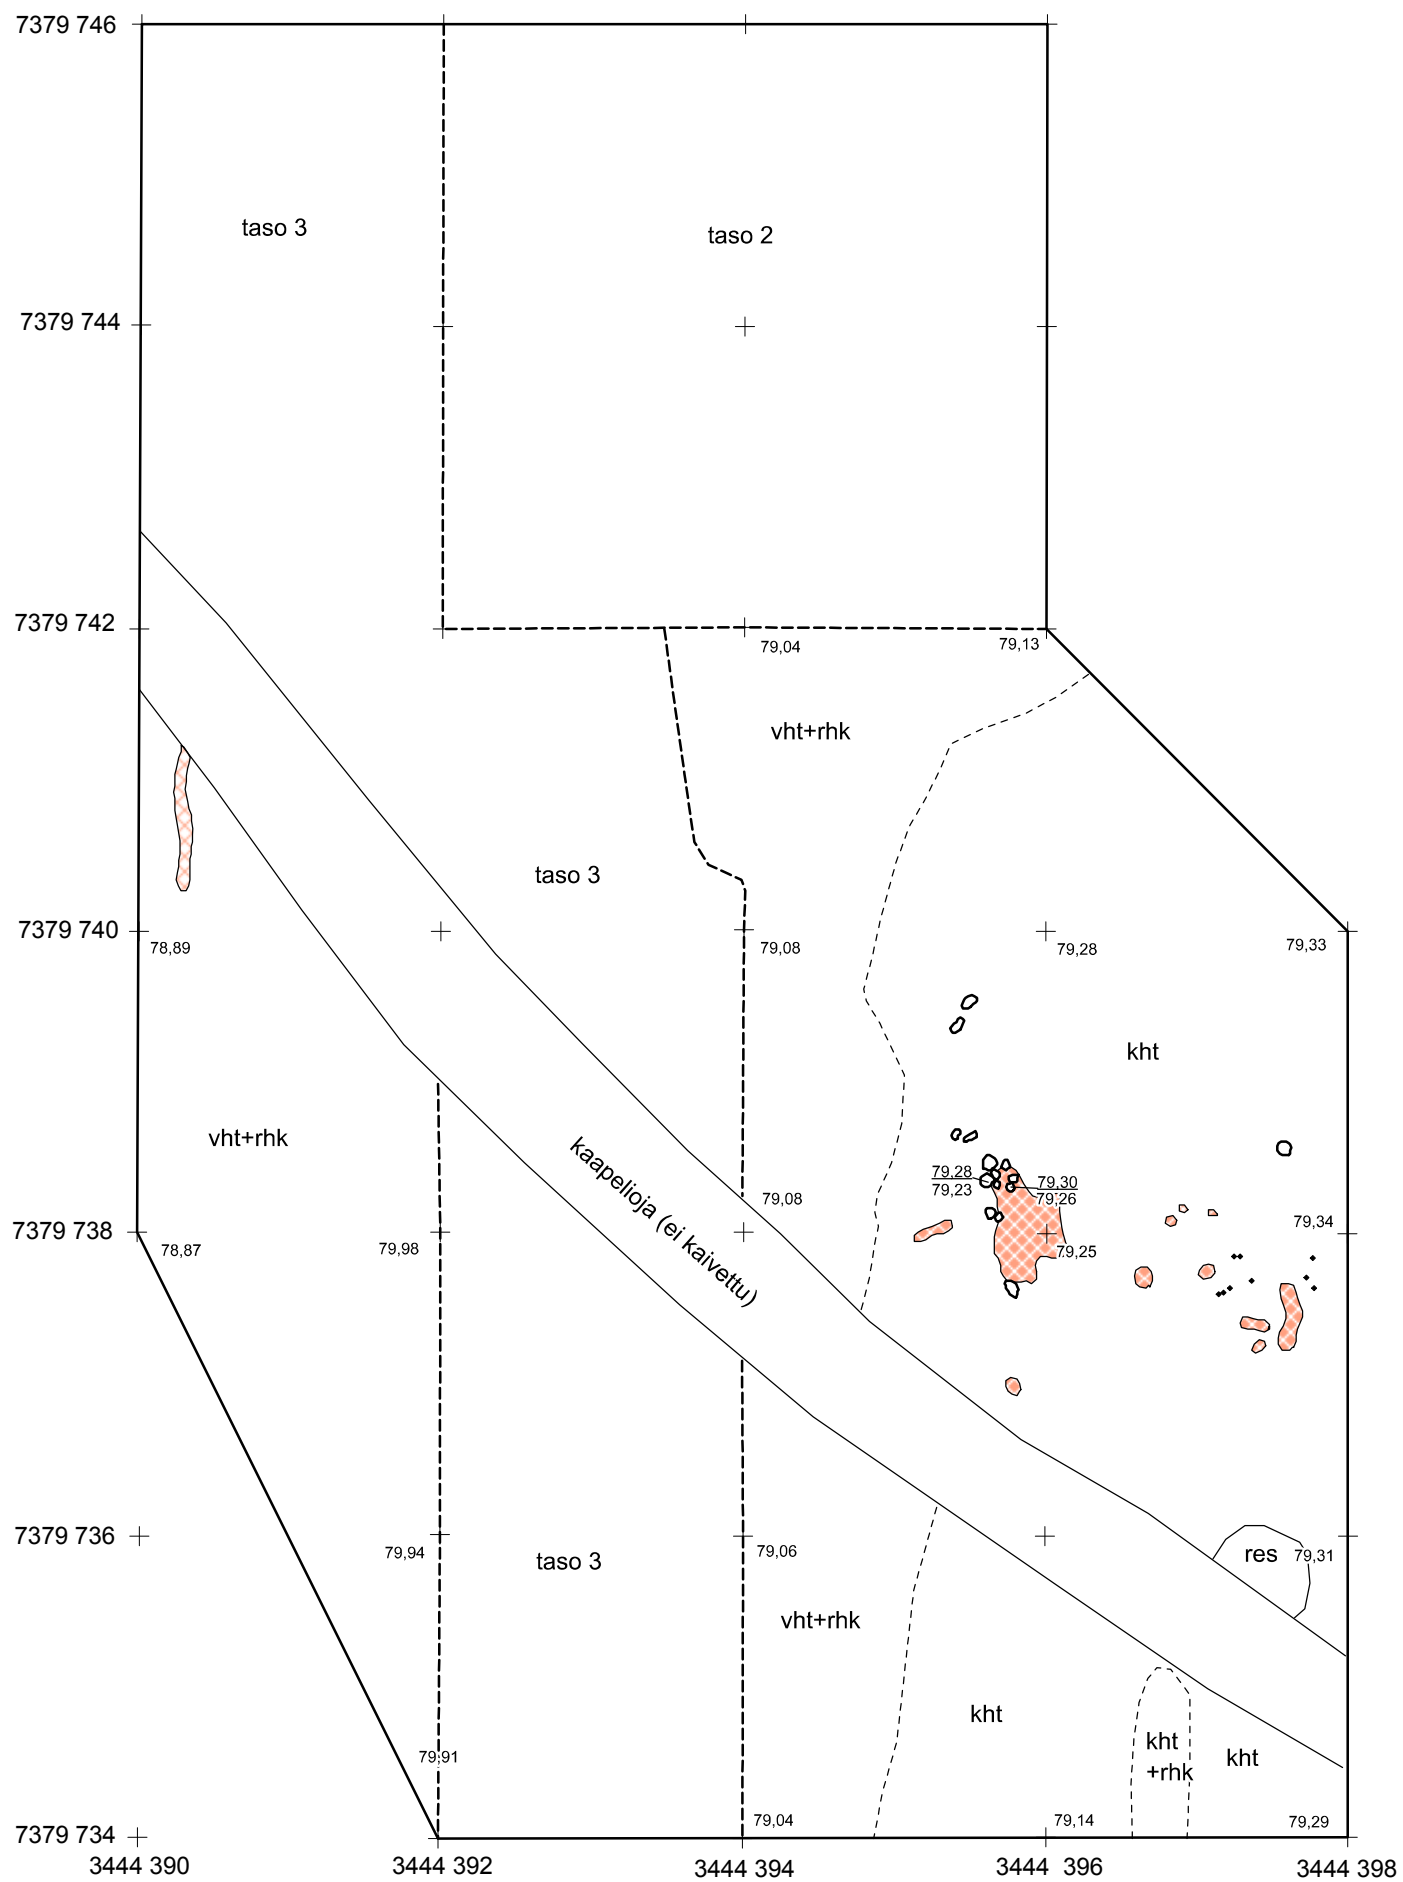 7379 746
taso 3
taso 2
7379 744
7379 742
79,04
79,13
vht+rhk
taso 3
7379 740
78,89
79,08
79,28
79,33
kht
vht+rhk
kaapelioja (ei kaivettu)
79,28
79,23
79,30
79,26
79,08
79,34
7379 738
78,87
79,98
79,25
7379 736
79,94
taso 3
79,06
res
79,31
vht+rhk
kht
kht
+rhk
kht
79,91
79,04
79,14
79,29
7379 734
3444 390
3444 392
3444 394
3444 396
3444 398